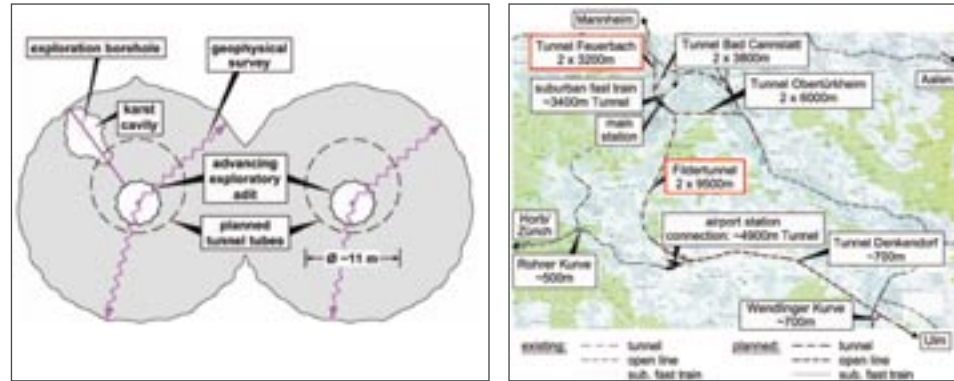 exploration borehole
geophysical
survey
karst
cavity
advancing
exploratory
adit
planned
tunnel tubes
Ø ~11 m
Mannheim
Tunnel Feuerbach
2 x 3200m
Tunnel Bad Cannstatt
2 x 3800m
suburban fast train
~3400m Tunnel
Tunnel Obertürkheim
2 x 6000m
Aalen
main
station
Fildertunnel
2 x 9500m
Horb/
Zürich
airport station
connection: ~4900m Tunnel
Tunnel Denkendorf
~700m
Rohrer Kurve
~500m
Wendlinger Kurve
~700m
Ulm
existing: tunnel planned: tunnel
open line open line
sub. fast train sub. fast train